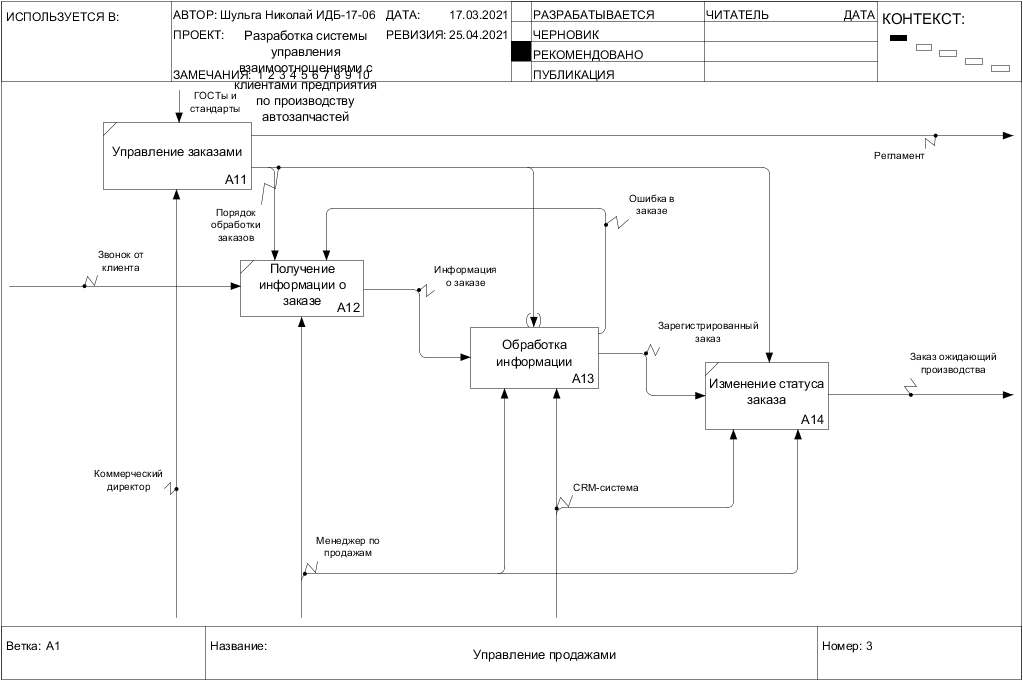 ИСПОЛЬЗУЕТСЯ В:
АВТОР: Шульга Николай ИДБ-17-06
ДАТА: 17.03.2021
ПРОЕКТ: Разработка системы
управления
взаимоотношениями с
клиентами предприятия
по производству
автозапчастей
РЕВИЗИЯ: 25.04.2021
ЗАМЕЧАНИЯ: 1 2 3 4 5 6 7 8 9 10
РАЗРАБАТЫВАЕТСЯ
ЧЕРНОВИК
РЕКОМЕНДОВАНО
ПУБЛИКАЦИЯ
ЧИТАТЕЛЬ ДАТА
КОНТЕКСТ:
ГОСТы и
стандарты
Управление заказами
A11
Регламент
Порядок
обработки
заказов
Ошибка в
заказе
Звонок от
клиента
Получение
информации о
заказе
A12
Информация
о заказе
Обработка
информации
A13
Зарегистрированный
заказ
Изменение статуса
заказа
A14
Заказ ожидающий
производства
Коммерческий
директор
CRM-система
Менеджер по
продажам
Ветка: A1
Название:
Управление продажами
Номер: 3